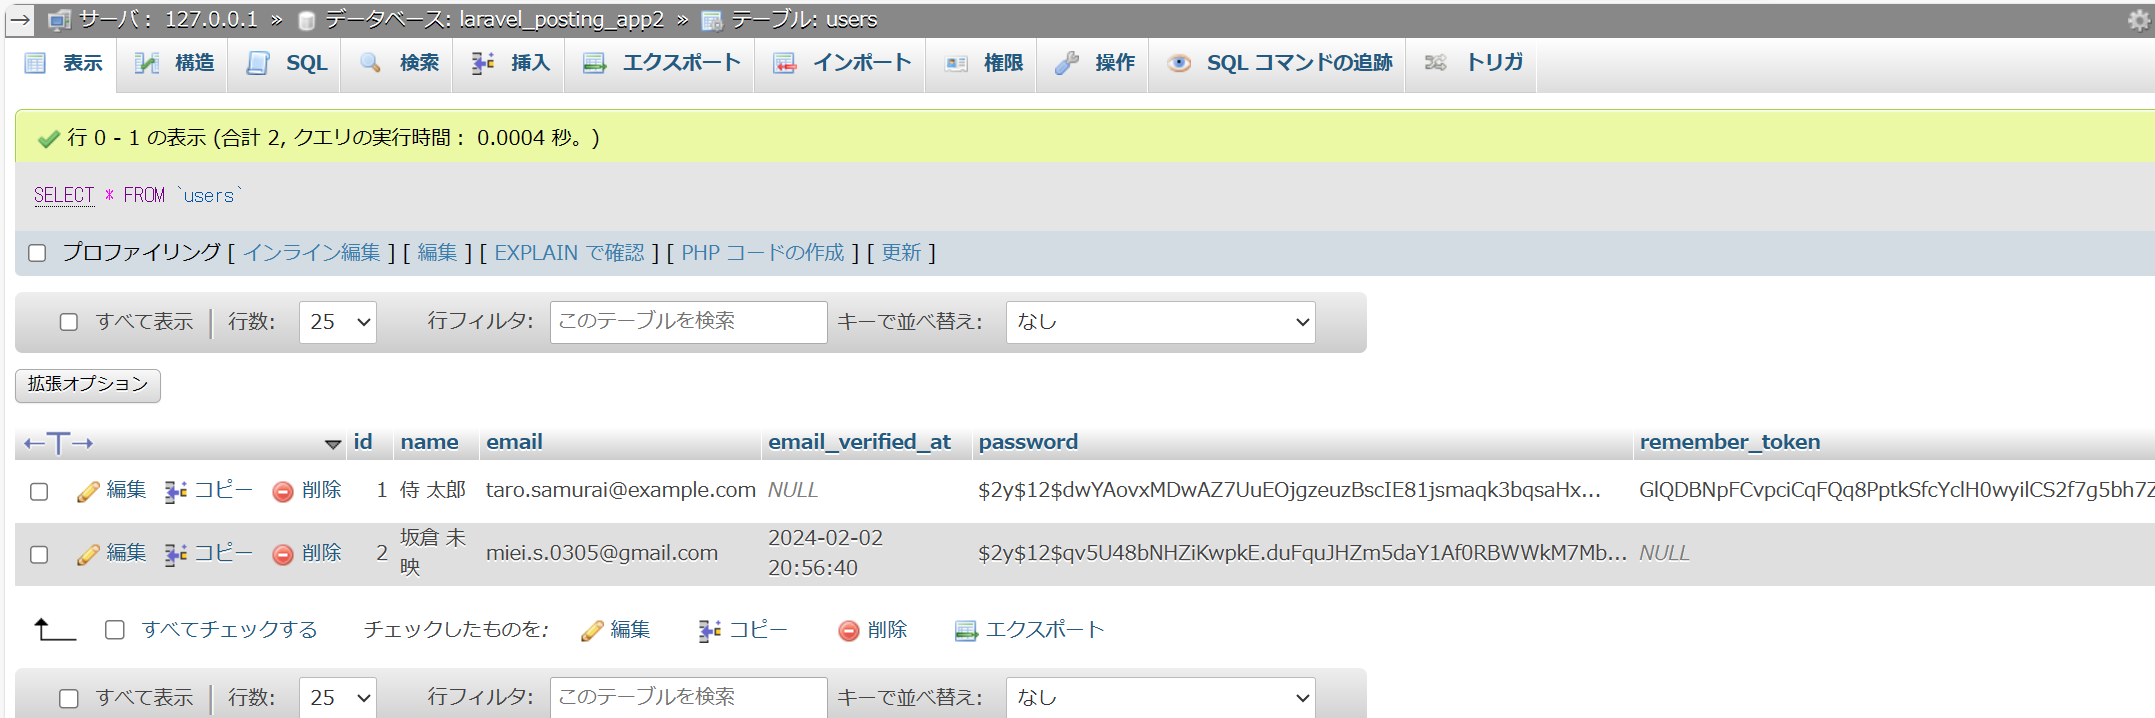 サーバ： 127.0.0.1 » データベース: laravel_posting_app2 » テーブル: users
表示 構造 SQL 検索 挿入 エクスポート インポート 権限 操作 SQL コマンドの追跡 トリガ
行 0 - 1 の表示 (合計 2, クエリの実行時間： 0.0004 秒。)
SELECT * FROM `users`
プロファイリング [ インライン編集 ] [ 編集 ] [ EXPLAIN で確認 ] [ PHP コードの作成 ] [ 更新 ]
すべて表示 行数: 25 行フィルタ: このテーブルを検索 キーで並べ替え: なし
拡張オプション
←T→ id name email email_verified_at password remember_token
編集 コピー 削除 1 侍 太郎 taro.samurai@example.com NULL $2y$12$dwYAovxMDwAZ7UuEOjgzeuzBscIE81jsmaqk3bqsaHx... GlQDBNpFCvpciCqFQq8PptkSfcYclH0wyilCS2f7g5bh7Z
編集 コピー 削除 2 坂倉 未映 miei.s.0305@gmail.com 2024-02-02 20:56:40 $2y$12$qv5U48bNHZiKwpkE.duFquJHZm5daY1Af0RBWWkM7Mb... NULL
すべてチェックする チェックしたものを: 編集 コピー 削除 エクスポート
すべて表示 行数: 25 行フィルタ: このテーブルを検索 キーで並べ替え: なし